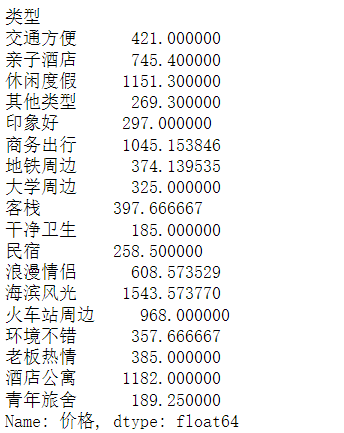 类型
交通方便 421.000000
亲子酒店 745.400000
休闲度假 1151.300000
其他类型 269.300000
印象好 297.000000
商务出行 1045.153846
地铁周边 374.139535
大学周边 325.000000
客栈 397.666667
干净卫生 185.000000
民宿 258.500000
浪漫情侣 608.573529
海滨风光 1543.573770
火车站周边 968.000000
环境不错 357.666667
老板热情 385.000000
酒店公寓 1182.000000
青年旅舍 189.250000
Name: 价格, dtype: float64